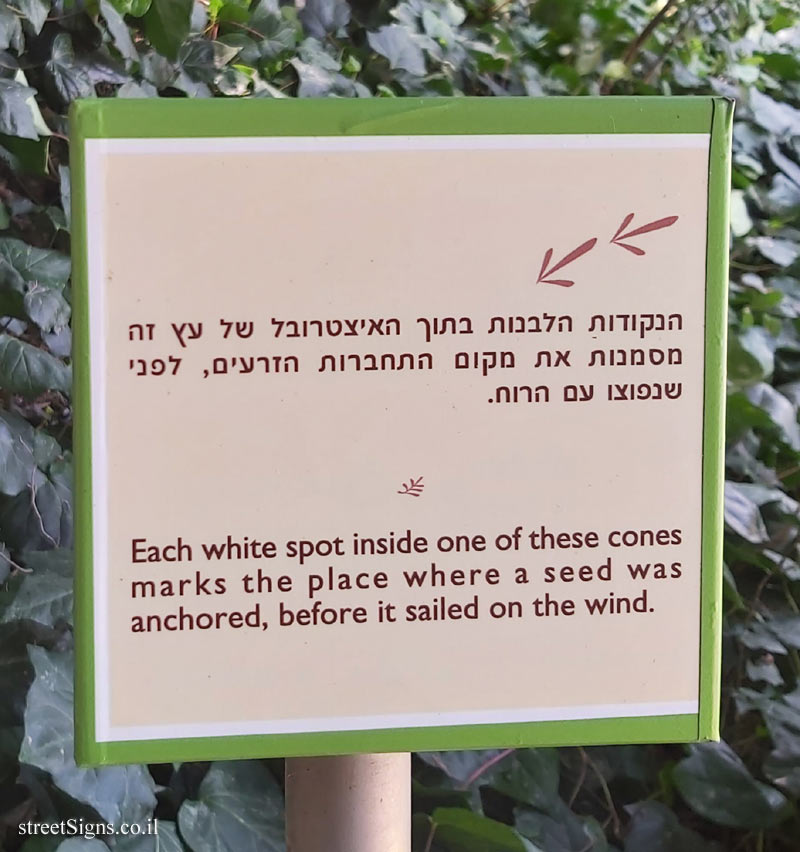 הנקודות הלבנות בתוך האיצטרובל של עץ זה
מסמנות את מקום התחברות הזרעים, לפני
שנפוצו עם הרוח.
Each white spot inside one of these cones
marks the place where a seed was
anchored, before it sailed on the wind.
streetSigns.co.il